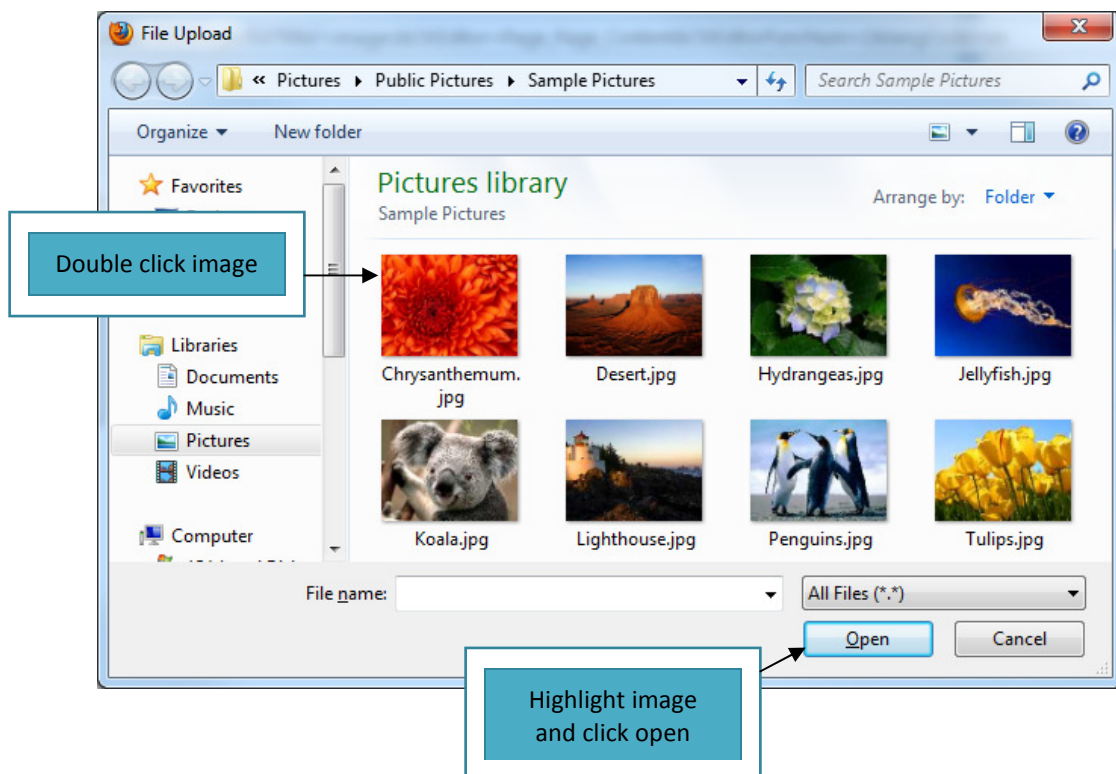 File Upload
« Pictures Public Pictures Sample Pictures
Search Sample Pictures
Organize New folder
Favorites
Pictures library
Sample Pictures
Arrange by: Folder
Double click image
Libraries
Documents
Music
Pictures
Videos
Computer
Chrysanthemum.
jpg
Desert.jpg
Hydrangeas.jpg
Jellyfish.jpg
Koala.jpg
Lighthouse.jpg
Penguins.jpg
Tulips.jpg
File name:
All Files (*.*)
Open
Cancel
Highlight image
and click open